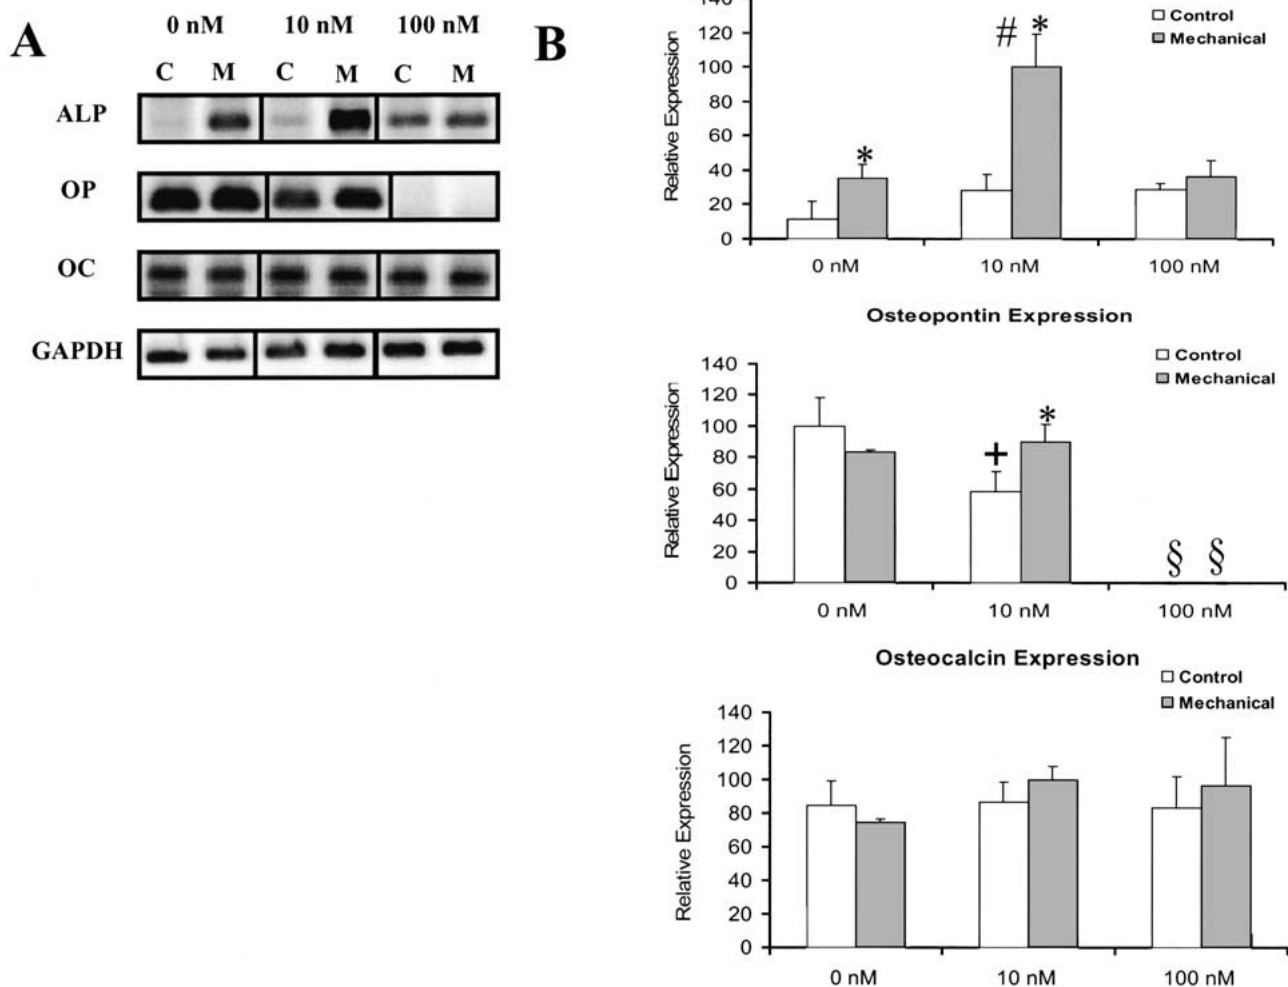 A
0 nM 10 nM 100 nM
C M C M C M
ALP
OP
OC
GAPDH
B
Control
Mechanical
Relative Expression
140
120
100
80
60
40
20
0
# *
*
0 nM 10 nM 100 nM
Osteopontin Expression
Control
Mechanical
Relative Expression
140
120
100
80
60
40
20
0
+ *
§ §
0 nM 10 nM 100 nM
Osteocalcin Expression
Control
Mechanical
Relative Expression
140
120
100
80
60
40
20
0
0 nM 10 nM 100 nM